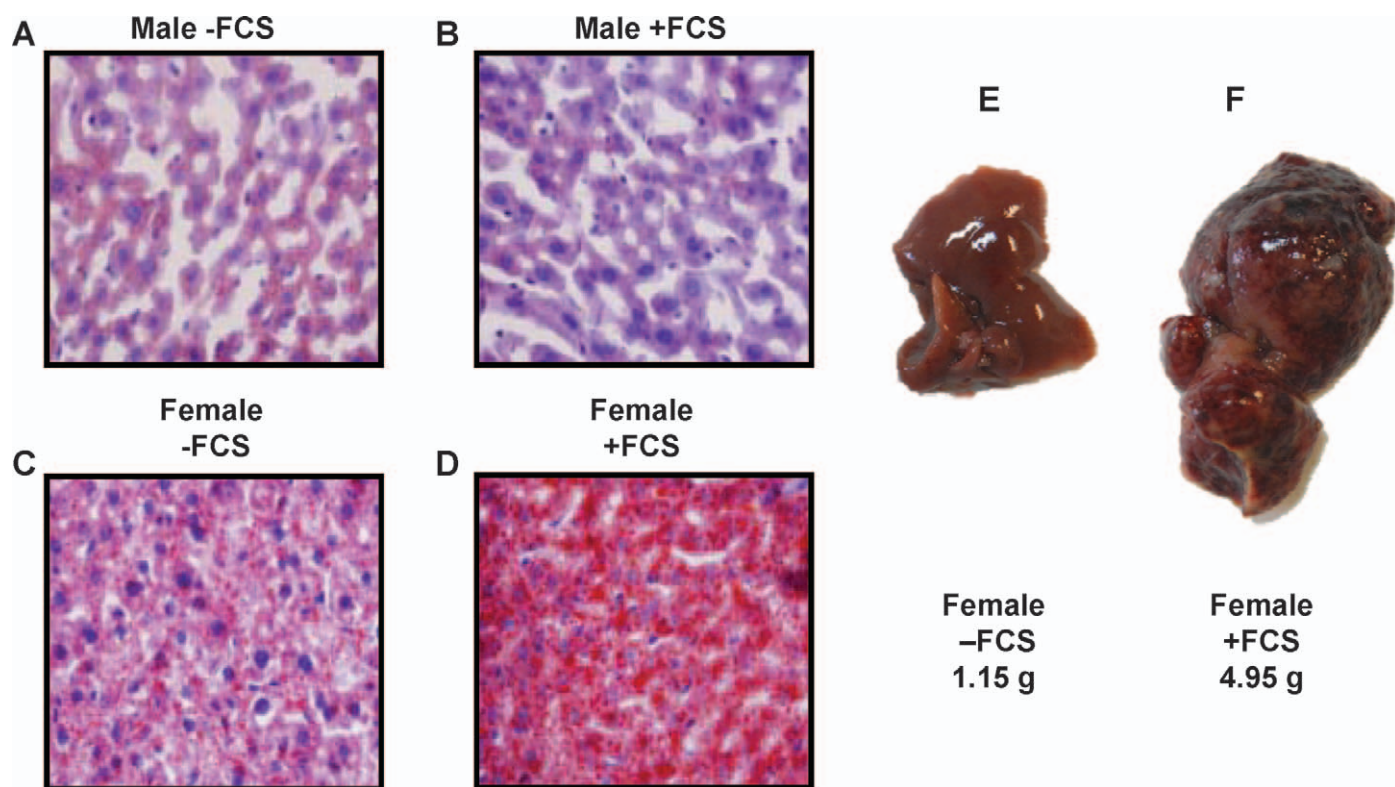 A
Male -FCS
B
Male +FCS
E
F
C
Female
-FCS
D
Female
+FCS
Female
–FCS
1.15 g
Female
+FCS
4.95 g